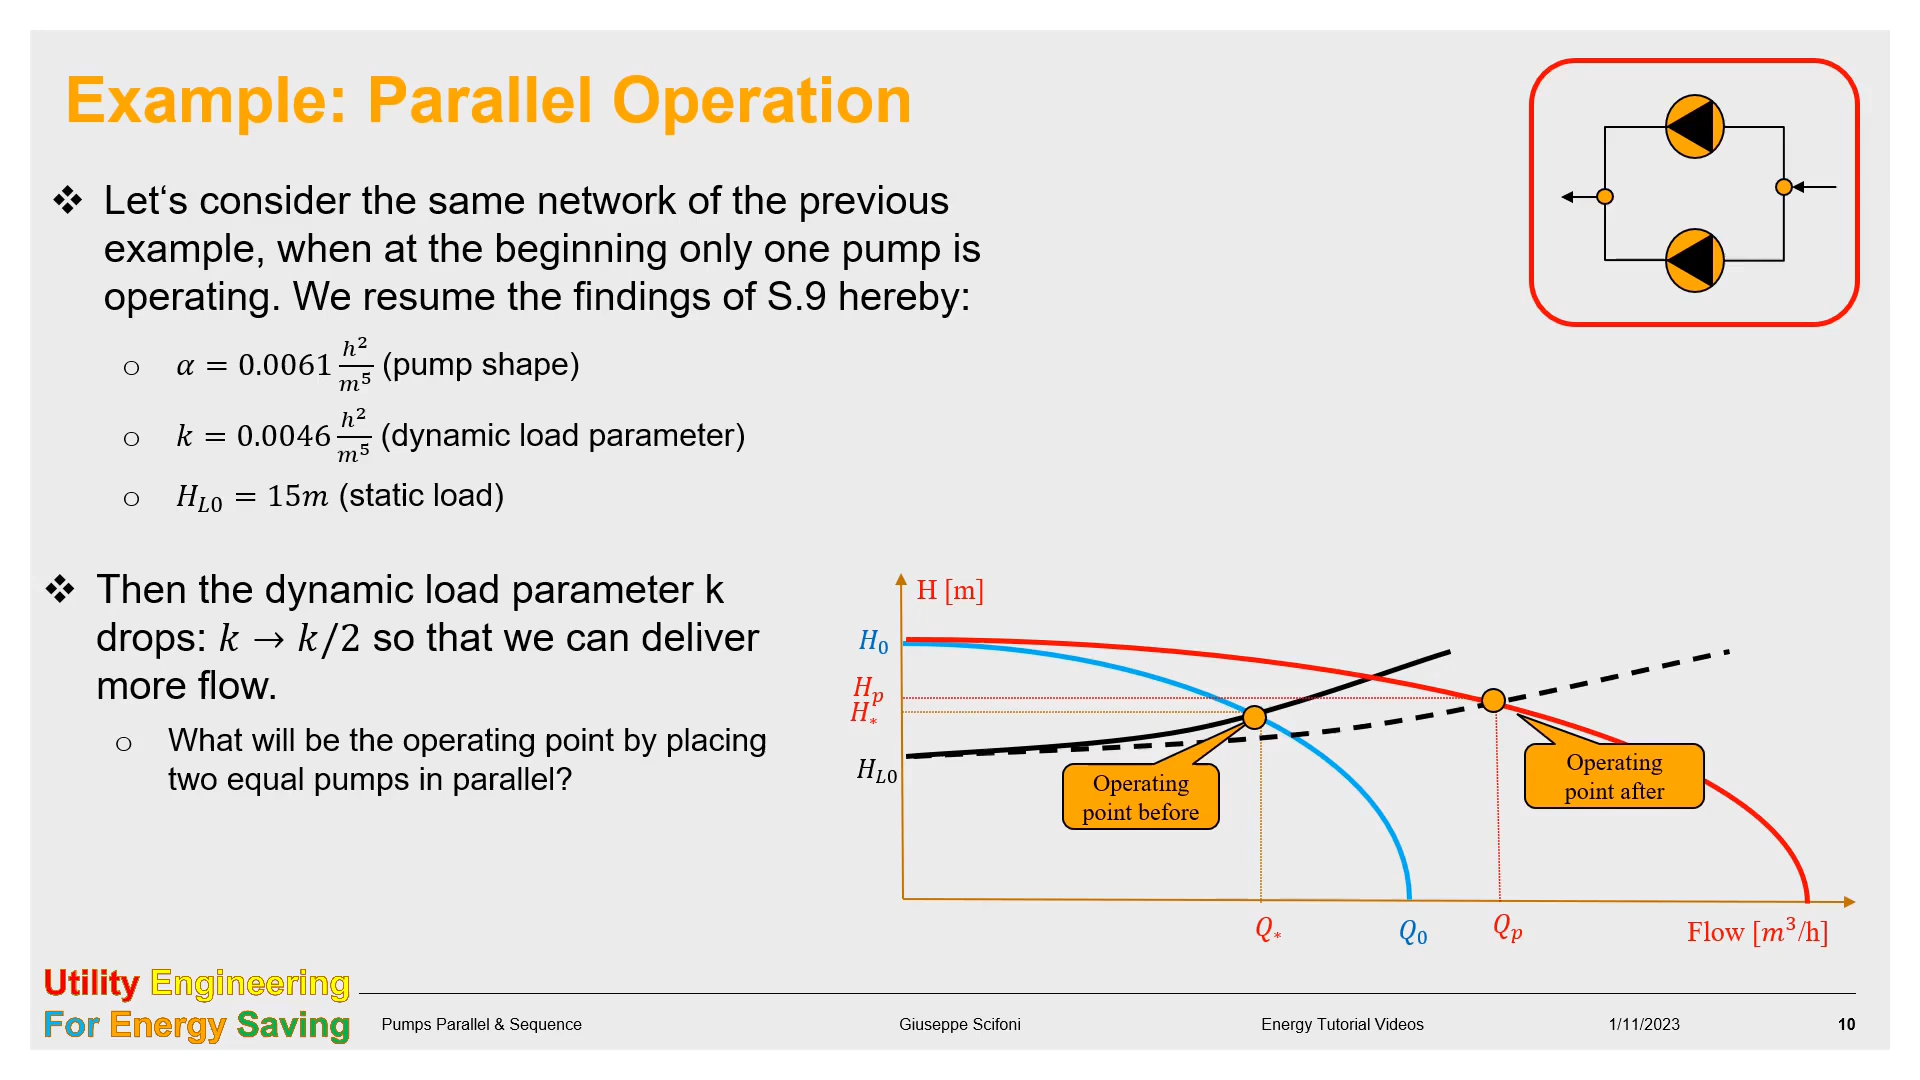 Example: Parallel Operation
❖ Let‘s consider the same network of the previous
example, when at the beginning only one pump is
operating. We resume the findings of S.9 hereby:
o α = 0.0061 h²/m⁵ (pump shape)
o k = 0.0046 h²/m⁵ (dynamic load parameter)
o H_L0 = 15m (static load)
❖ Then the dynamic load parameter k
drops: k → k/2 so that we can deliver
more flow.
o What will be the operating point by placing
two equal pumps in parallel?
H [m]
H₀
H_p
H_*
H_L0
Operating
point before
Operating
point after
Q_*
Q₀
Q_p
Flow [m³/h]
Utility Engineering
For Energy Saving
Pumps Parallel & Sequence
Giuseppe Scifoni
Energy Tutorial Videos
1/11/2023
10